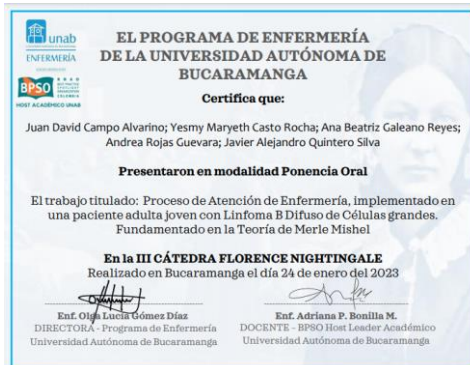 unab
ENFERMERÍA
BPSO
HOST ACADÉMICO UNAB
EL PROGRAMA DE ENFERMERÍA
DE LA UNIVERSIDAD AUTÓNOMA DE
BUCARAMANGA
Certifica que:
Juan David Campo Alvarino; Yesmy Maryeth Casto Rocha; Ana Beatriz Galeano Reyes;
Andrea Rojas Guevara; Javier Alejandro Quintero Silva
Presentaron en modalidad Ponencia Oral
El trabajo titulado: Proceso de Atención de Enfermería, implementado en
una paciente adulta joven con Linfoma B Difuso de Células grandes.
Fundamentado en la Teoría de Merle Mishel
En la III CÁTEDRA FLORENCE NIGHTINGALE
Realizado en Bucaramanga el día 24 de enero del 2023
Enf. Olga Lucía Gómez Díaz
DIRECTORA - Programa de Enfermería
Universidad Autónoma de Bucaramanga
Enf. Adriana P. Bonilla M.
DOCENTE - BPSO Host Leader Académico
Universidad Autónoma de Bucaramanga